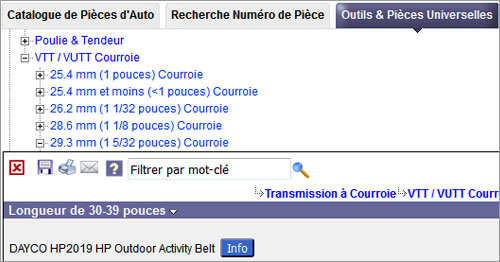 Catalogue de Pièces d'Auto Recherche Numéro de Pièce Outils & Pièces Universelles
Poulie & Tendeur
VTT / VUTT Courroie
25.4 mm (1 pouces) Courroie
25.4 mm et moins (<1 pouces) Courroie
26.2 mm (1 1/32 pouces) Courroie
28.6 mm (1 1/8 pouces) Courroie
29.3 mm (1 5/32 pouces) Courroie
Filtrer par mot-clé
Transmission à Courroie VTT / VUTT Courr
Longueur de 30-39 pouces
DAYCO HP2019 HP Outdoor Activity Belt Info